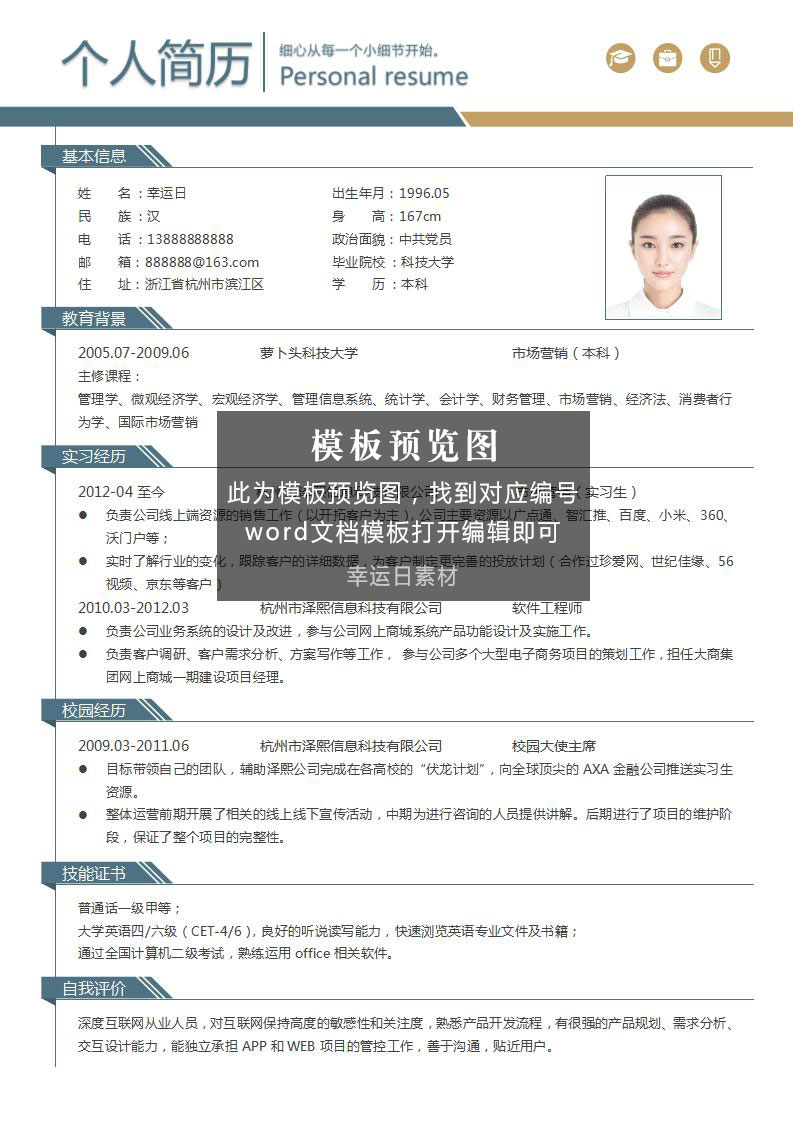 个人简历
细心从每一个小细节开始。
Personal resume
基本信息
姓 名：幸运日 出生年月：1996.05
民 族：汉 身 高：167cm
电 话：13888888888 政治面貌：中共党员
邮 箱：888888@163.com 毕业院校：科技大学
住 址：浙江省杭州市滨江区 学 历：本科
教育背景
2005.07-2009.06 萝卜头科技大学 市场营销（本科）
主修课程：
管理学、微观经济学、宏观经济学、管理信息系统、统计学、会计学、财务管理、市场营销、经济法、消费者行
为学、国际市场营销
模板预览图
此为模板预览图，找到对应编号
word文档模板打开编辑即可
幸运日素材
实习经历
2012-04 至今 （实习生）
● 负责公司线上端资源的销售工作（以开拓客户为主），公司主要资源以广点通、智汇推、百度、小米、360、
沃门户等；
● 实时了解行业的变化，跟踪客户的详细数据，为客户制定更完善的投放计划（合作过珍爱网、世纪佳缘、56
视频、京东等客户）
2010.03-2012.03 杭州市泽熙信息科技有限公司 软件工程师
● 负责公司业务系统的设计及改进，参与公司网上商城系统产品功能设计及实施工作。
● 负责客户调研、客户需求分析、方案写作等工作， 参与公司多个大型电子商务项目的策划工作，担任大商集
团网上商城一期建设项目经理。
校园经历
2009.03-2011.06 杭州市泽熙信息科技有限公司 校园大使主席
● 目标带领自己的团队，辅助泽熙公司完成在各高校的“伏龙计划”，向全球顶尖的 AXA 金融公司推送实习生
资源。
● 整体运营前期开展了相关的线上线下宣传活动，中期为进行咨询的人员提供讲解。后期进行了项目的维护阶
段，保证了整个项目的完整性。
技能证书
普通话一级甲等；
大学英语四/六级（CET-4/6），良好的听说读写能力，快速浏览英语专业文件及书籍；
通过全国计算机二级考试，熟练运用 office 相关软件。
自我评价
深度互联网从业人员，对互联网保持高度的敏感性和关注度，熟悉产品开发流程，有很强的产品规划、需求分析、
交互设计能力，能独立承担 APP 和 WEB 项目的管控工作，善于沟通，贴近用户。